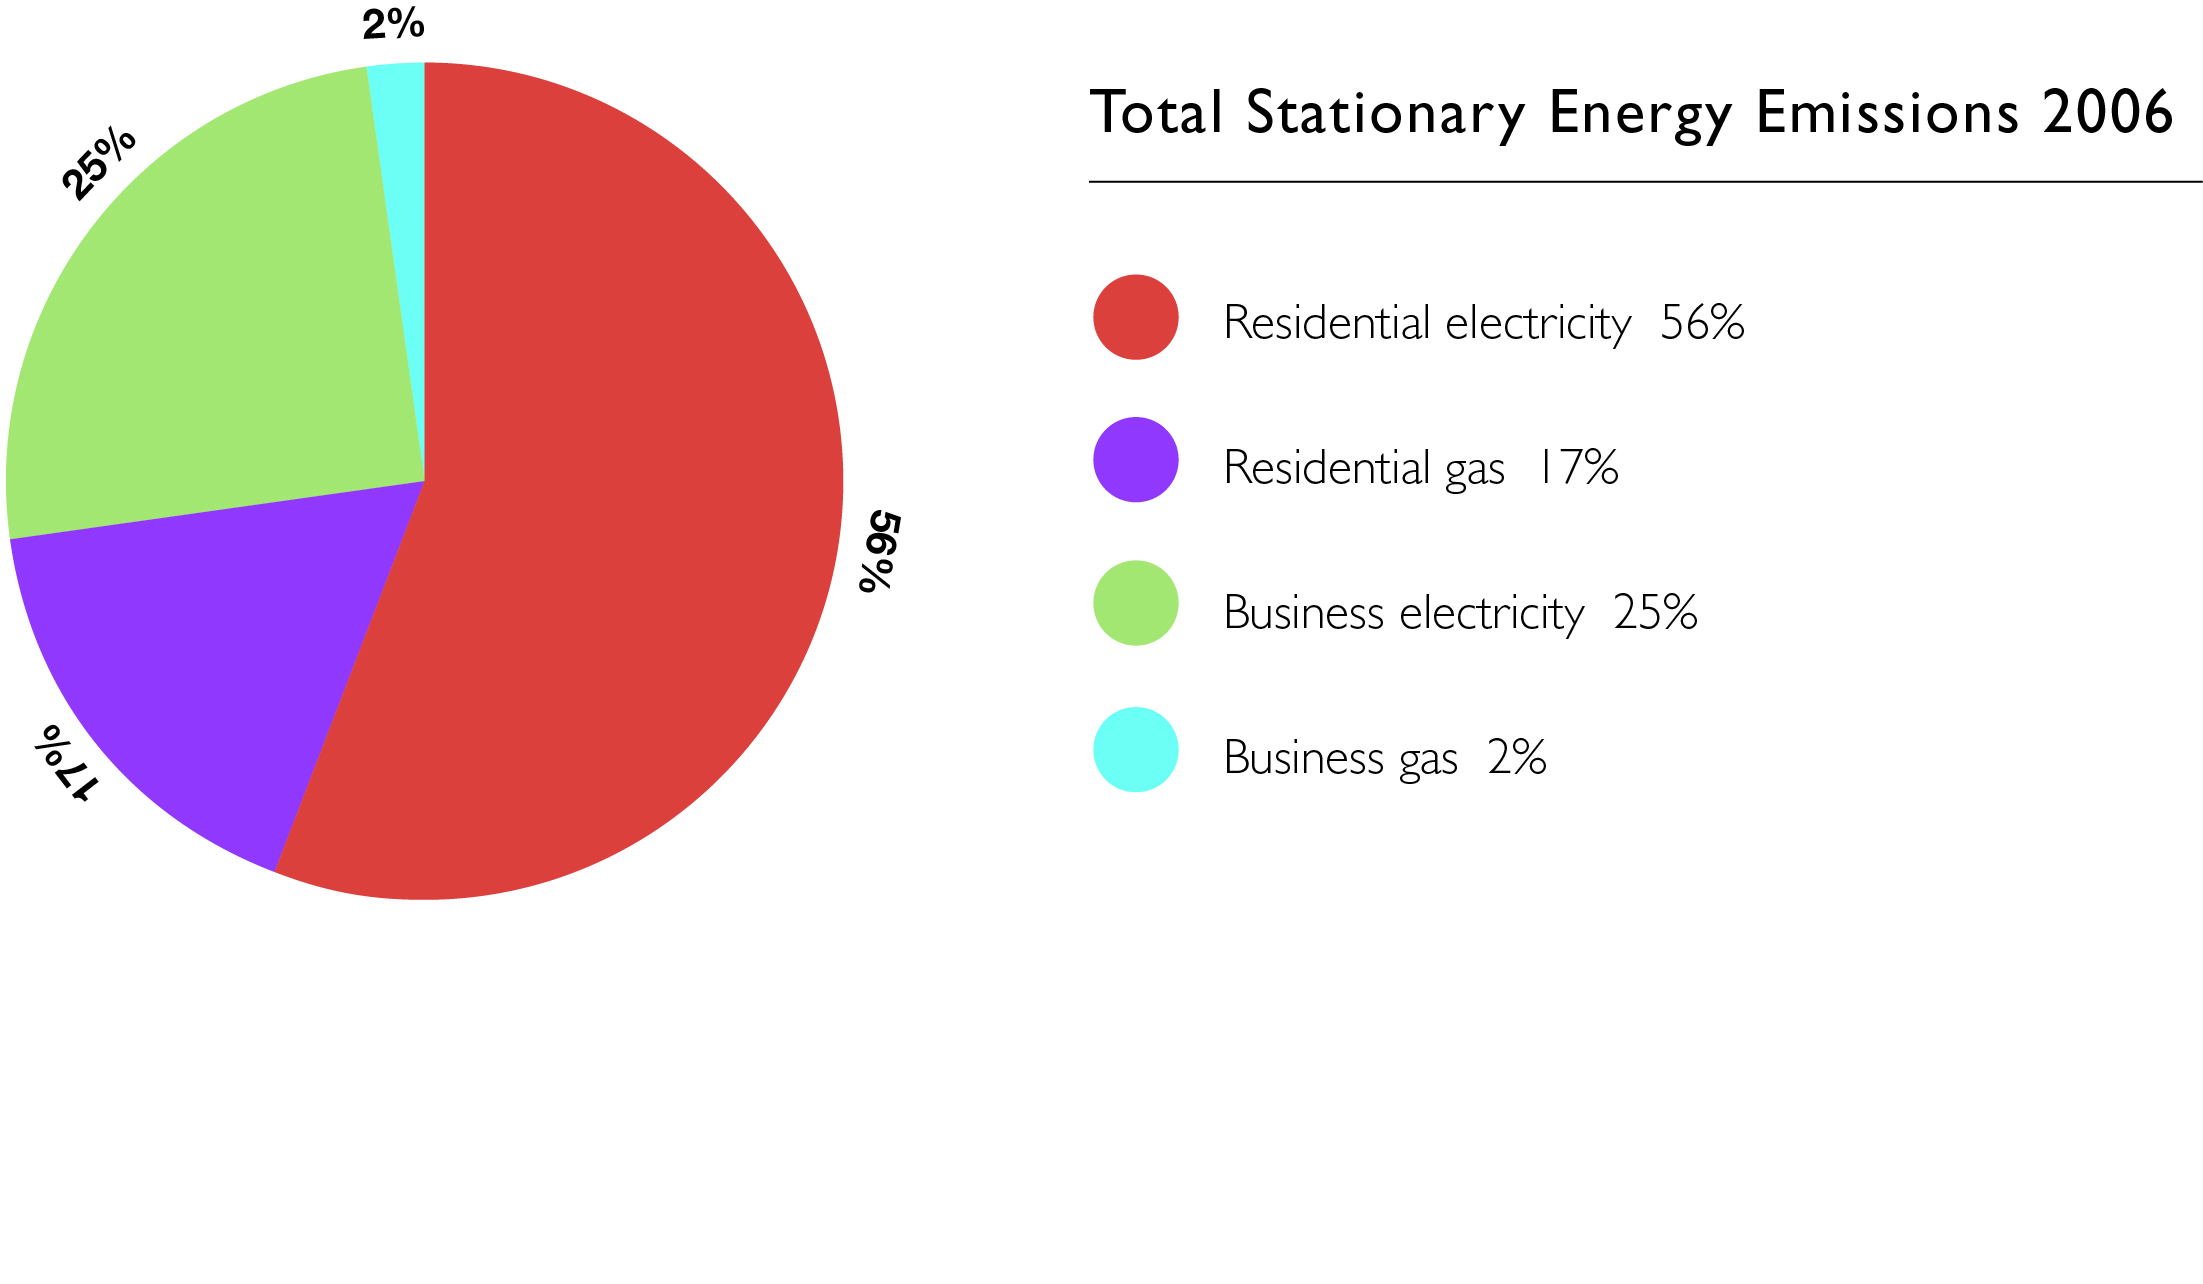 2%
25%
56%
17%
Total Stationary Energy Emissions 2006
Residential electricity 56%
Residential gas 17%
Business electricity 25%
Business gas 2%